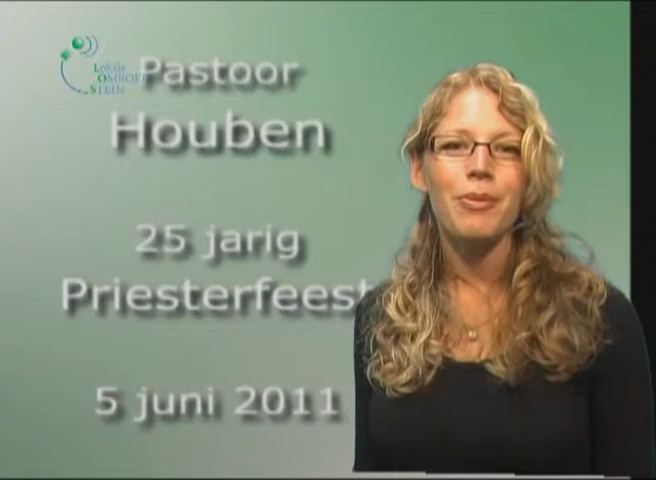 Lokale
OMROEP
STEIN
Pastoor
Houben
25 jarig
Priesterfeest
5 juni 2011